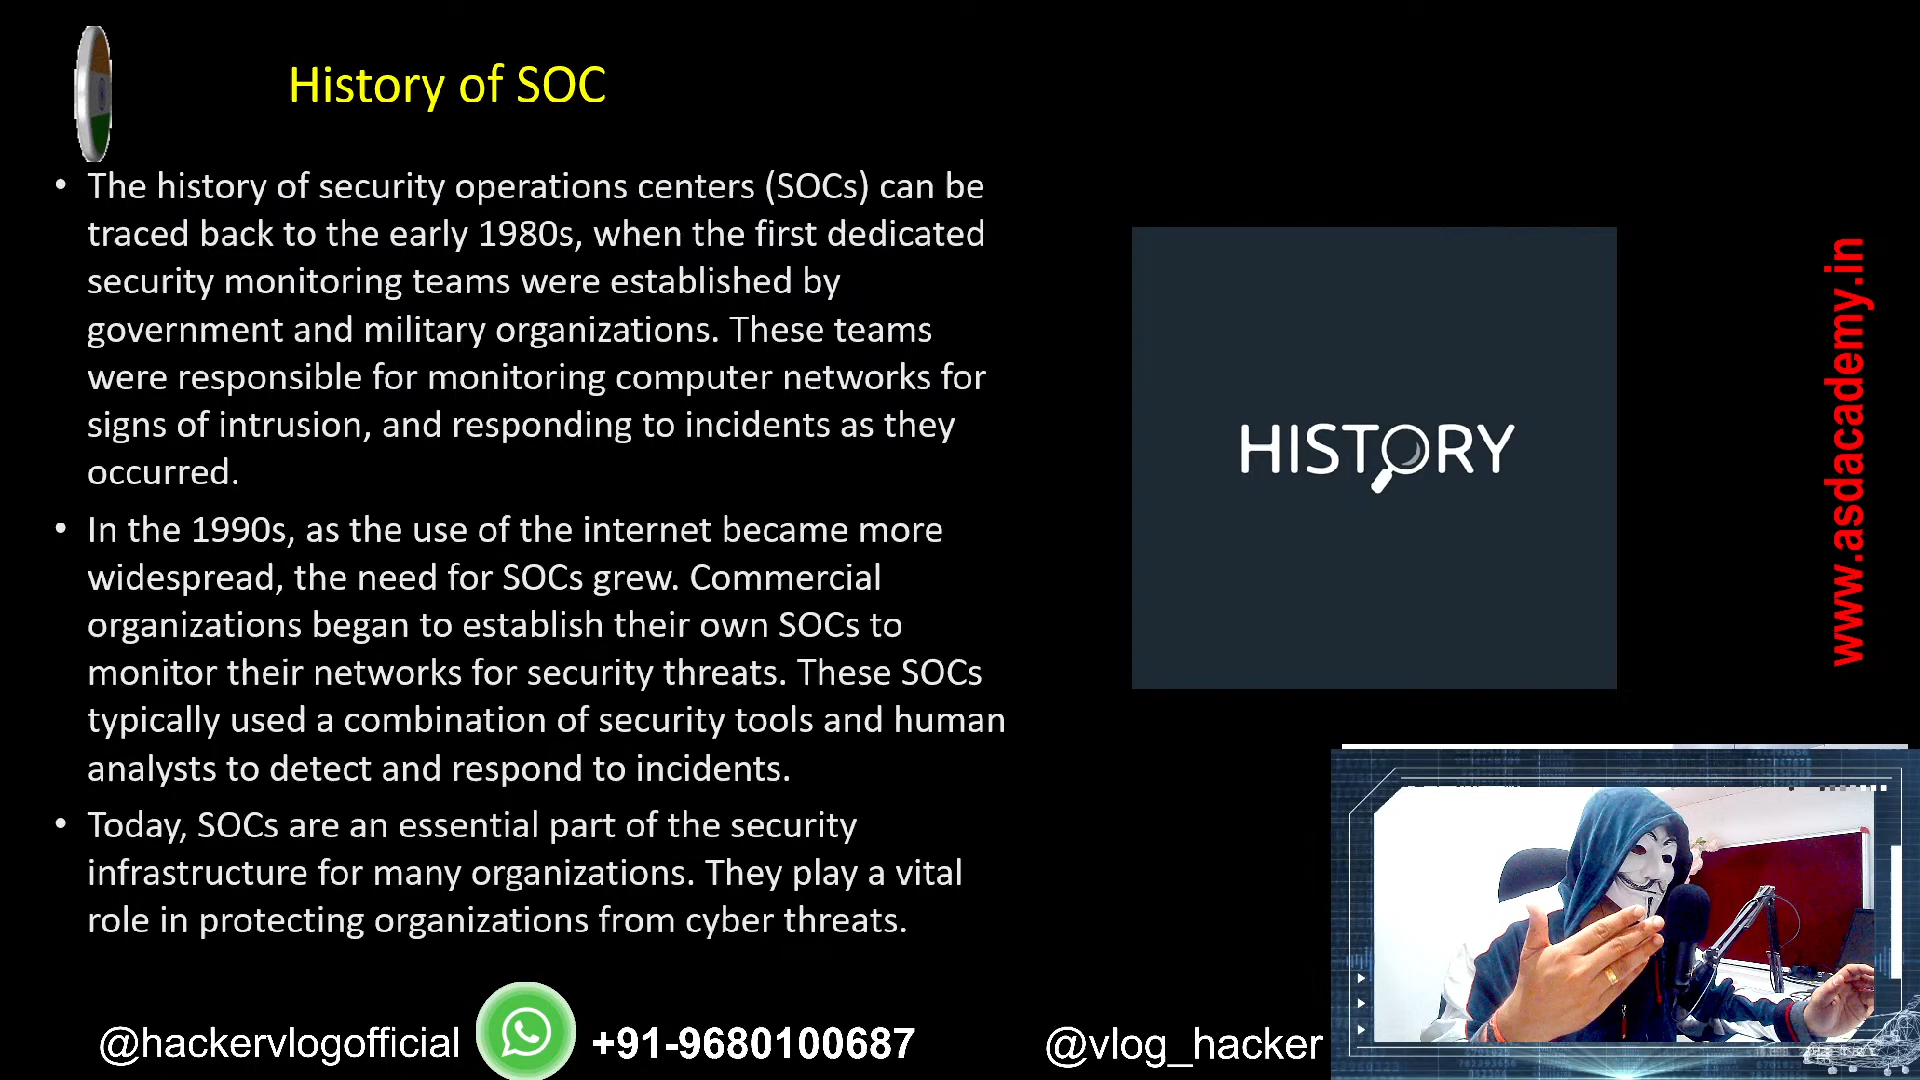 History of SOC
• The history of security operations centers (SOCs) can be
traced back to the early 1980s, when the first dedicated
security monitoring teams were established by
government and military organizations. These teams
were responsible for monitoring computer networks for
signs of intrusion, and responding to incidents as they
occurred.
• In the 1990s, as the use of the internet became more
widespread, the need for SOCs grew. Commercial
organizations began to establish their own SOCs to
monitor their networks for security threats. These SOCs
typically used a combination of security tools and human
analysts to detect and respond to incidents.
• Today, SOCs are an essential part of the security
infrastructure for many organizations. They play a vital
role in protecting organizations from cyber threats.
HISTORY
www.asdacademy.in
@hackervlogofficial
+91-9680100687
@vlog_hacker